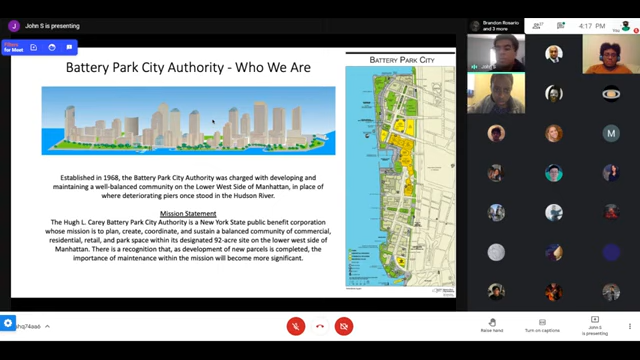 J John S is presenting
Brandon Rosario
and 3 more
17
4:17 PM
You
for Meet
Battery Park City Authority - Who We Are
BATTERY PARK CITY
Established in 1968, the Battery Park City Authority was charged with developing and
maintaining a well-balanced community on the Lower West Side of Manhattan, in place of
where deteriorating piers once stood in the Hudson River.
Mission Statement
The Hugh L. Carey Battery Park City Authority is a New York State public benefit corporation
whose mission is to plan, create, coordinate, and sustain a balanced community of commercial,
residential, retail, and park space within its designated 92-acre site on the lower west side of
Manhattan. There is recognition that, as development of new parcels is completed, the
importance of maintenance within the mission will become more significant.
M
Raise hand
Turn on captions
John S
is presenting